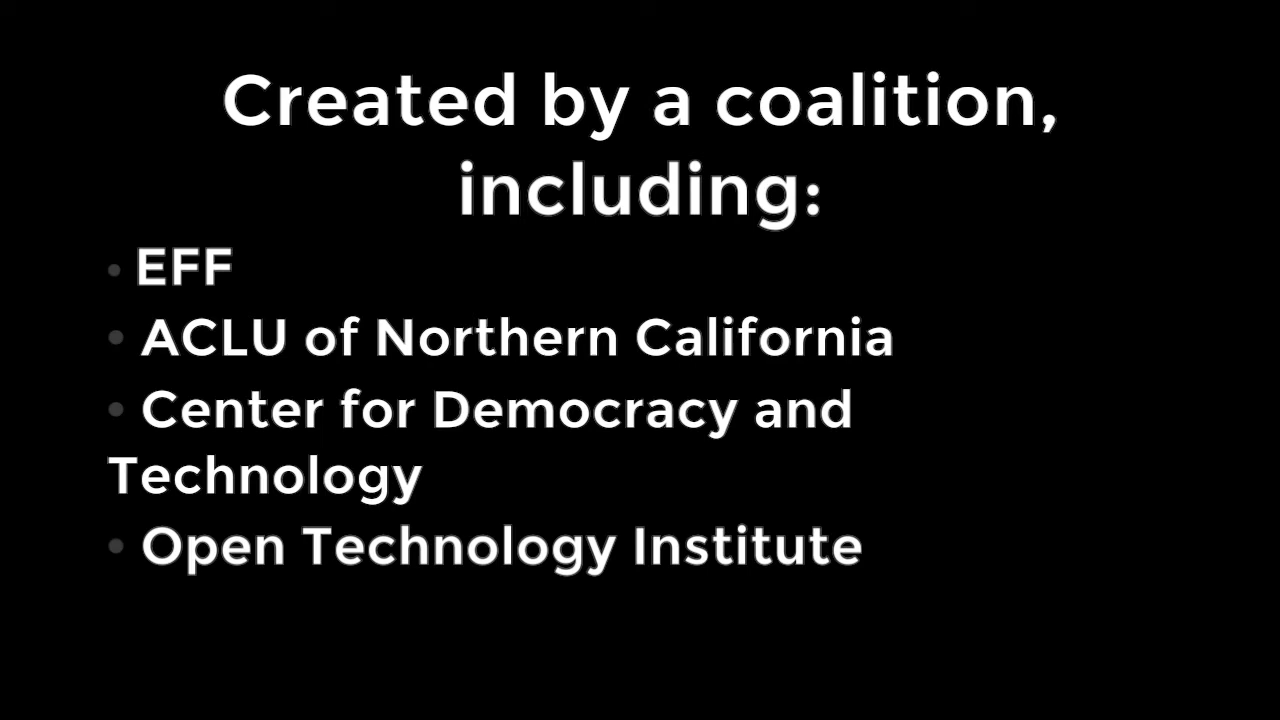 Created by a coalition,
including:
• EFF
• ACLU of Northern California
• Center for Democracy and
Technology
• Open Technology Institute